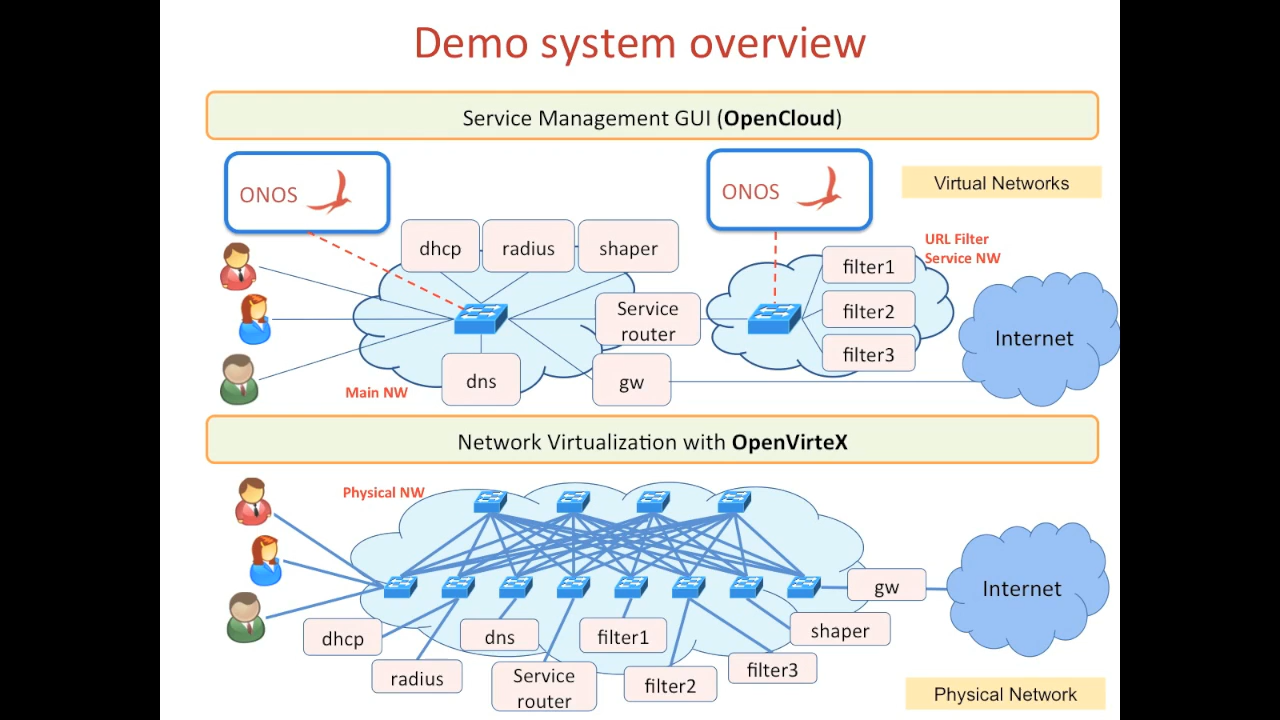 Demo system overview
Service Management GUI (OpenCloud)
ONOS
ONOS
Virtual Networks
dhcp
radius
shaper
URL Filter
Service NW
filter1
Service
router
filter2
Internet
filter3
dns
gw
Main NW
Network Virtualization with OpenVirteX
Physical NW
gw
Internet
dhcp
dns
filter1
shaper
radius
Service
router
filter2
filter3
Physical Network